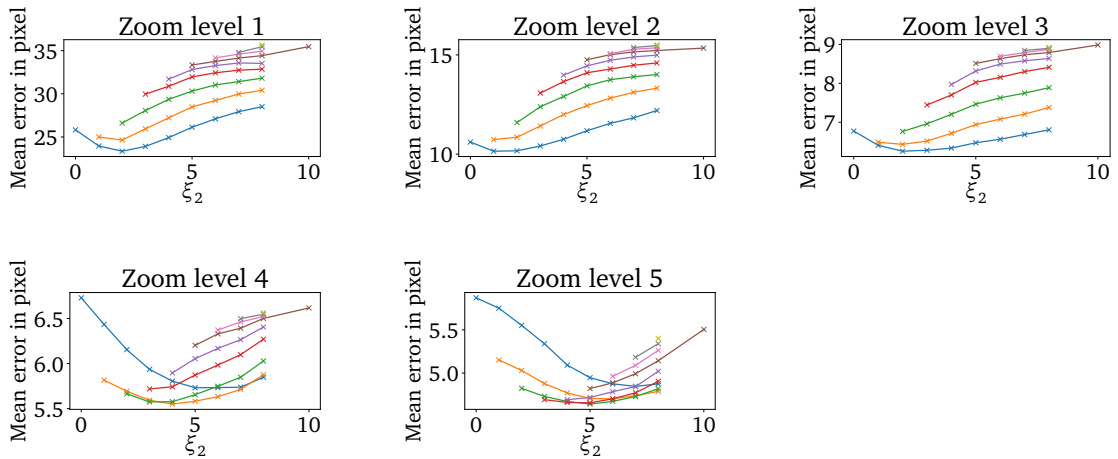 Zoom level 1
Mean error in pixel
35
30
25
0
5
10
ξ₂
Zoom level 2
Mean error in pixel
15
10
0
5
10
ξ₂
Zoom level 3
Mean error in pixel
9
8
7
0
5
10
ξ₂
Zoom level 4
Mean error in pixel
6.5
6.0
5.5
0
5
10
ξ₂
Zoom level 5
Mean error in pixel
5.5
5.0
0
5
10
ξ₂